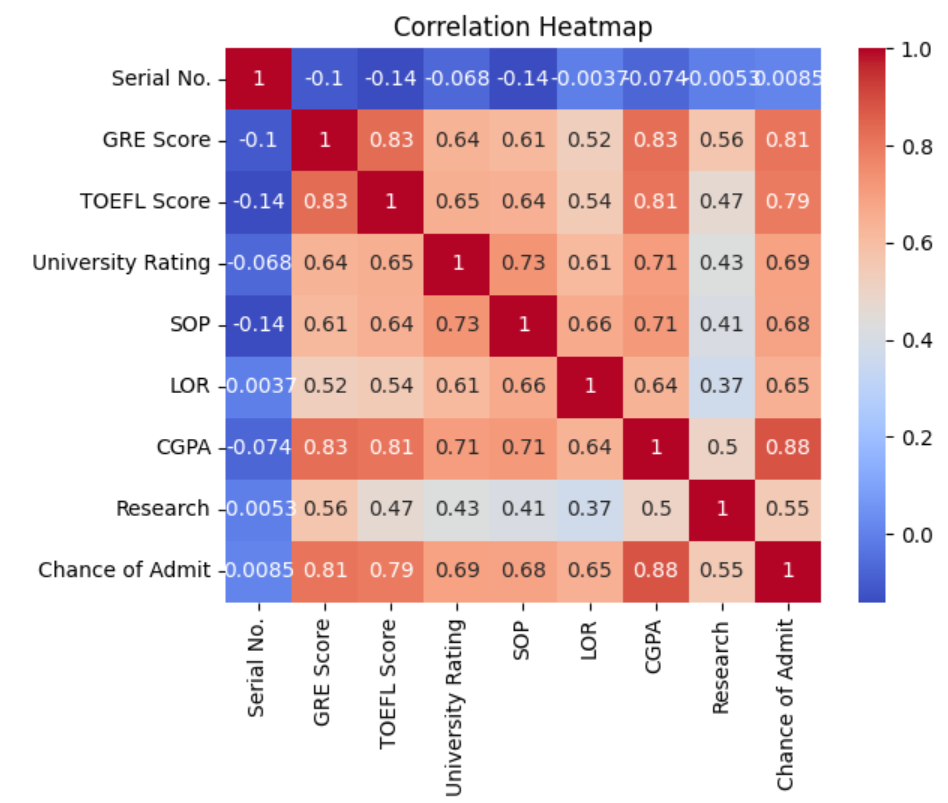 Correlation Heatmap
Serial No. 1 -0.1 -0.14 -0.068 -0.14 -0.0037 -0.074 -0.0053 0.0085
GRE Score -0.1 1 0.83 0.64 0.61 0.52 0.83 0.56 0.81
TOEFL Score -0.14 0.83 1 0.65 0.64 0.54 0.81 0.47 0.79
University Rating -0.068 0.64 0.65 1 0.73 0.61 0.71 0.43 0.69
SOP -0.14 0.61 0.64 0.73 1 0.66 0.71 0.41 0.68
LOR -0.0037 0.52 0.54 0.61 0.66 1 0.64 0.37 0.65
CGPA -0.074 0.83 0.81 0.71 0.71 0.64 1 0.5 0.88
Research -0.0053 0.56 0.47 0.43 0.41 0.37 0.5 1 0.55
Chance of Admit 0.0085 0.81 0.79 0.69 0.68 0.65 0.88 0.55 1
Serial No. GRE Score TOEFL Score University Rating SOP LOR CGPA Research Chance of Admit
1.0
0.8
0.6
0.4
0.2
0.0